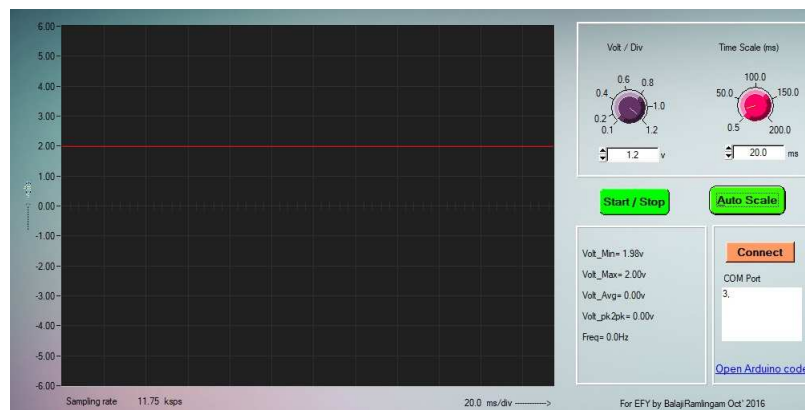 6.00
5.00
4.00
3.00
2.00
1.00
0.00
-1.00
-2.00
-3.00
-4.00
-5.00
-6.00
Sampling rate 11.75 ksps
20.0 ms/div ------------>
Volt / Div
0.1 0.2 0.4 0.6 0.8 1.0 1.2
1.2 v
Time Scale (ms)
0.5 50.0 100.0 150.0 200.0
20.0 ms
Start / Stop
Auto Scale
Volt_Min= 1.98v
Volt_Max= 2.00v
Volt_Avg= 0.00v
Volt_pk2pk= 0.00v
Freq= 0.0Hz
Connect
COM Port
3,
Open Arduino code
For EFY by BalajiRamlingam Oct' 2016